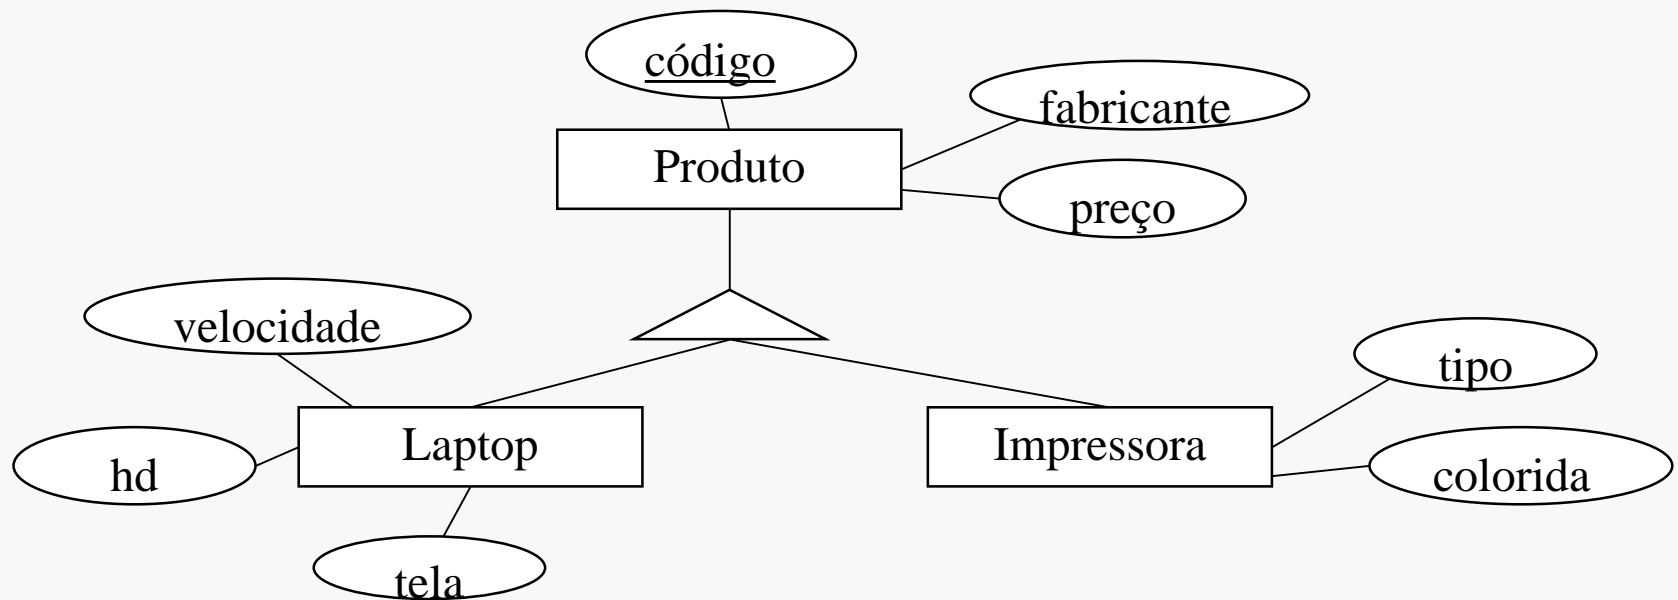 código
fabricante
Produto
preço
velocidade
tipo
Laptop
Impressora
hd
colorida
tela